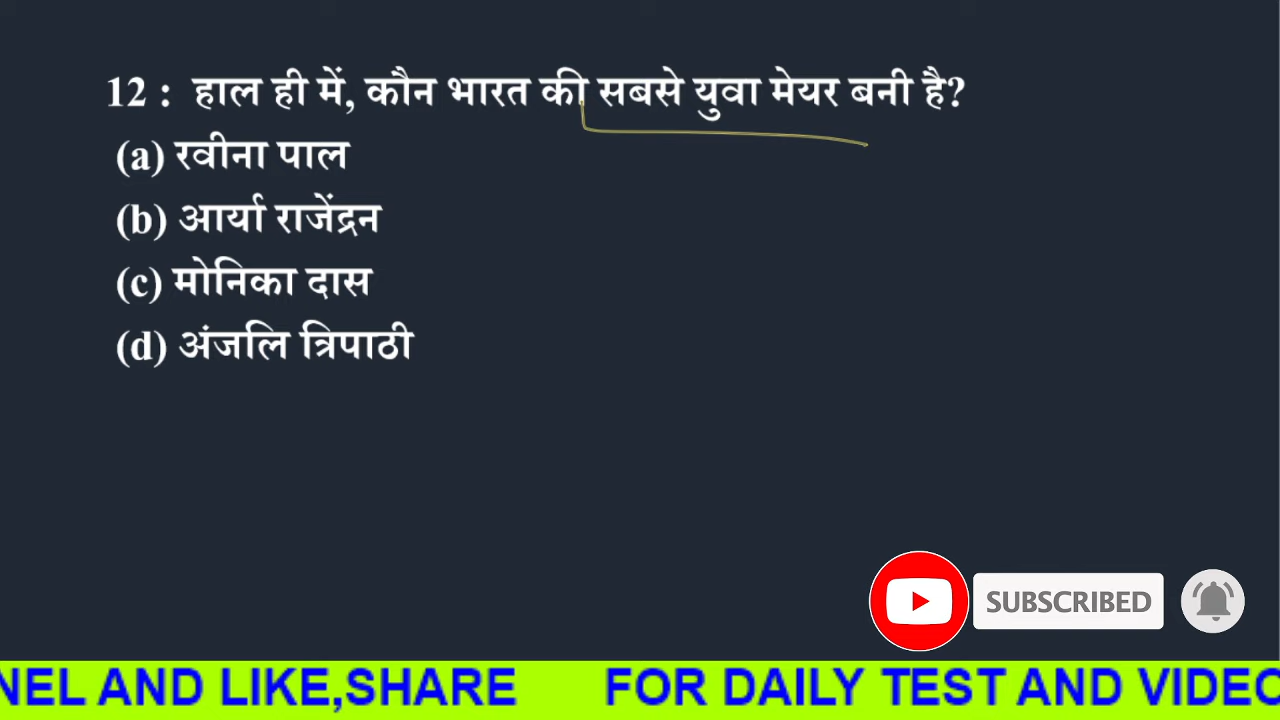 12 : हाल ही में, कौन भारत की सबसे युवा मेयर बनी है?
(a) रवीना पाल
(b) आर्या राजेंद्रन
(c) मोनिका दास
(d) अंजलि त्रिपाठी
SUBSCRIBED
NEL AND LIKE,SHARE FOR DAILY TEST AND VIDEO